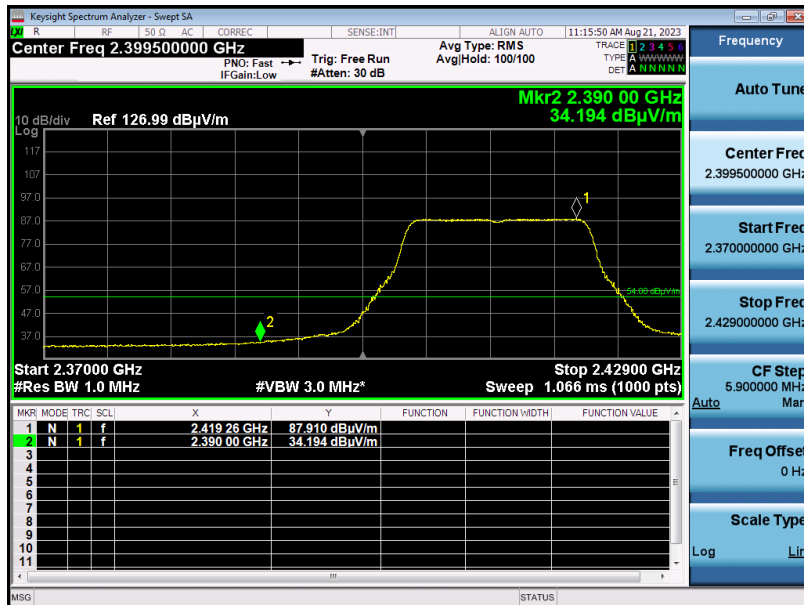 Keysight Spectrum Analyzer - Swept SA
LXI R RF 50 Ω AC CORREC SENSE:INT ALIGN AUTO 11:15:50 AM Aug 21, 2023
Center Freq 2.399500000 GHz
PNO: Fast
IFGain:Low
Trig: Free Run
#Atten: 30 dB
Avg Type: RMS
Avg|Hold: 100/100
TRACE 1 2 3 4 5 6
TYPE A WWWWW
DET A N N N N N
Mkr2 2.390 00 GHz
34.194 dBµV/m
10 dB/div Ref 126.99 dBµV/m
Log
117
107
97.0
87.0
77.0
67.0
57.0
47.0
37.0
1
2
54.00 dBµV/m
Start 2.37000 GHz Stop 2.42900 GHz
#Res BW 1.0 MHz #VBW 3.0 MHz* Sweep 1.066 ms (1000 pts)
MKR MODE TRC SCL X Y FUNCTION FUNCTION WIDTH FUNCTION VALUE
1 N 1 f 2.419 26 GHz 87.910 dBµV/m
2 N 1 f 2.390 00 GHz 34.194 dBµV/m
3
4
5
6
7
8
9
10
11
MSG STATUS
Frequency
Auto Tune
Center Freq
2.399500000 GHz
Start Freq
2.370000000 GHz
Stop Freq
2.429000000 GHz
CF Step
5.900000 MHz
Auto Man
Freq Offset
0 Hz
Scale Type
Log Lin